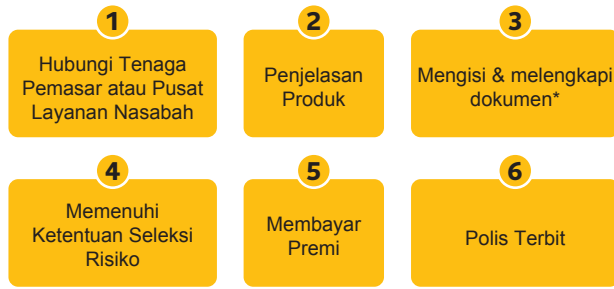 1
Hubungi Tenaga
Pemasar atau Pusat
Layanan Nasabah
2
Penjelasan
Produk
3
Mengisi & melengkapi
dokumen*
4
Memenuhi
Ketentuan Seleksi
Risiko
5
Membayar
Premi
6
Polis Terbit